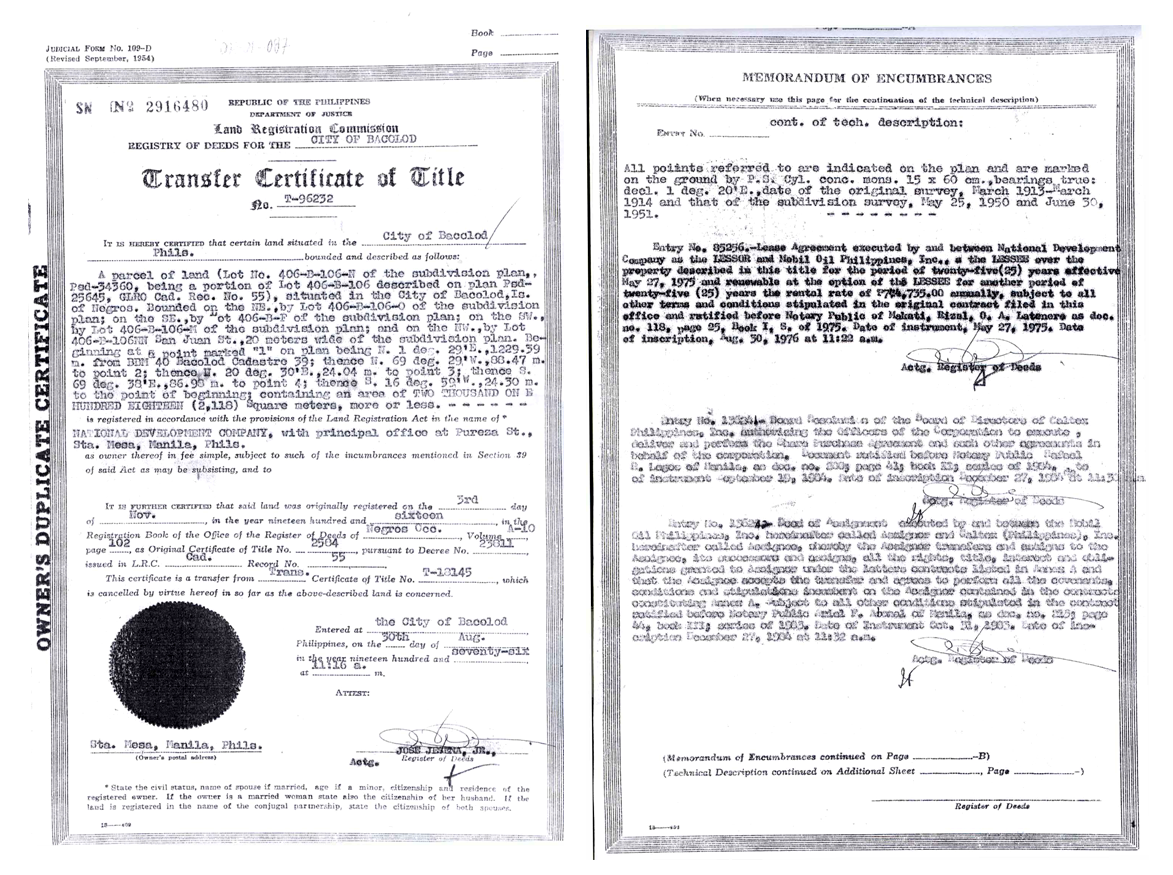 JUDICIAL FORM No. 109-D
(Revised September, 1954)
Book
Page
SN No 2916480
REPUBLIC OF THE PHILIPPINES
DEPARTMENT OF JUSTICE
Land Registration Commission
REGISTRY OF DEEDS FOR THE CITY OF BACOLOD
Transfer Certificate of Title
No. T-96232
IT IS HEREBY CERTIFIED that certain land situated in the City of Bacolod,
Phils. bounded and described as follows:
A parcel of land (Lot No. 406-B-106-N of the subdivision plan,,
Psd-34360, being a portion of Lot 406-B-106 described on plan Psd-
25645, GLRO Cad. Rec. No. 55), situated in the City of Bacolod,Is.
of Negros. Bounded on the NE.,by Lot 406-B-106-O of the subdivision
plan; on the SE.,by Lot 406-B-F of the subdivision plan; on the SW.,
by Lot 406-B-106-M of the subdivision plan; and on the NW.,by Lot
406-B-106NN San Juan St.,20 meters wide of the subdivision plan. Be-
ginning at a point marked "1" on plan being N. 1 deg. 29'E.,1229.39
m. from BBM 40 Bacolod Cadastre 39; thence N. 69 deg. 29'W.,88.47 m.
to point 2; thence N. 20 deg. 30'E.,24.04 m. to point 3; thence S.
69 deg. 38'E.,86.98 m. to point 4; thence S. 16 deg. 59'W.,24.30 m.
to the point of beginning; containing an area of TWO THOUSAND ON E
HUNDRED EIGHTEEN (2,118) Square meters, more or less. - - - - - -
is registered in accordance with the provisions of the Land Registration Act in the name of *
NATIONAL DEVELOPMENT COMPANY, with principal office at Puresa St.,
Sta. Mesa, Manila, Phils.
as owner thereof in fee simple, subject to such of the incumbrances mentioned in Section 39
of said Act as may be subsisting, and to
IT IS FURTHER CERTIFIED that said land was originally registered on the 3rd day
of Nov. , in the year nineteen hundred and sixteen in the
Registration Book of the Office of the Register of Deeds of Negros Occ. Volume A-10
page 102, as Original Certificate of Title No. 2584, pursuant to Decree No. 23811
issued in L.R.C. Cad. Record No. 55
This certificate is a transfer from Trans. Certificate of Title No. T-18145, which
is cancelled by virtue hereof in so far as the above-described land is concerned.
Entered at the City of Bacolod
Philippines, on the 30th day of Aug.
in the year nineteen hundred and seventy-six
at 11:16 a. m.
ATTEST:
Sta. Mesa, Manila, Phils.
(Owner's postal address)
JOSE JEJENA, JR.,
Actg. Register of Deeds
* State the civil status, name of spouse if married, age if a minor, citizenship and residence of the
registered owner. If the owner is a married woman state also the citizenship of her husband. If the
land is registered in the name of the conjugal partnership, state the citizenship of both spouses.
OWNER'S DUPLICATE CERTIFICATE
MEMORANDUM OF ENCUMBRANCES
(When necessary use this page for the continuation of the technical description)
cont. of tech. description:
ENTRY No.
All poiints referred to are indicated on the plan and are marked
on the ground by P.S. Cyl. conc. mons. 15 x 60 cm.,bearings true:
decl. 1 deg. 20'E.,date of the original survey, March 1913-March
1914 and that of the subdivision survey, May 25, 1950 and June 30,
1951. - - - - - - - -
Entry No. 85256.-Lease Agreement executed by and between National Development
Company as the LESSOR and Mobil Oil Philippines, Inc., a the LESSEE over the
property described in this title for the period of twenty-five(25) years effective
May 27, 1975 and renewable at the option of the LESSEE for another period of
twenty-five (25) years the rental rate of annually, subject to all
other terms and conditions stipulated in the original contract filed in this
office and ratified before Notary Public of Makati, Rizal, O. A. Lateners as doc.
no. 118, page 25, Book I, S. of 1975. Date of instrument, May 27, 1975. Date
of inscription, Aug. 30, 1976 at 11:22 a.m.
Actg. Register of Deeds
Entry No. Board Resolution of the Board of Directors of Caltex
Philippines, Inc. authorizing the Officers of the Corporation to execute ,
deliver and perform the Share Purchase Agreement and such other agreements in
behalf of the corporation. Document ratified before Notary Public Rafael
of Manila, as doc. no. page 41; book II; series of 1984.
of instrument September 19, 1984. Date of inscription December 27, 1984 at
Actg. Register of Deeds
Entry No. Deed of Assignment executed by and between the Mobil
Oil Philippines, Inc. hereinafter called Assignor and Caltex (Philippines), Inc.
hereinafter called Assignee, thereby the Assignor transfers and assigns to the
Assignee, its successors and assigns, all the rights, title, interest and obli-
gations granted to Assignor under the latters contracts listed in Annex A and
that the Assignee accepts the transfer and agrees to perform all the covenants,
conditions and stipulations incumbent on the Assignor contained in the contracts
constituting Annex A. Subject to all other conditions stipulated in the contract
ratified before Notary Public of Manila, as doc. no. page
44, book III; series of 1983. Date of Instrument Oct. 31, 1983. Date of Ins-
cription December 27, 1984 at 11:32 a.m.
Actg. Register of Deeds
(Memorandum of Encumbrances continued on Page -B)
(Technical Description continued on Additional Sheet , Page -)
Register of Deeds